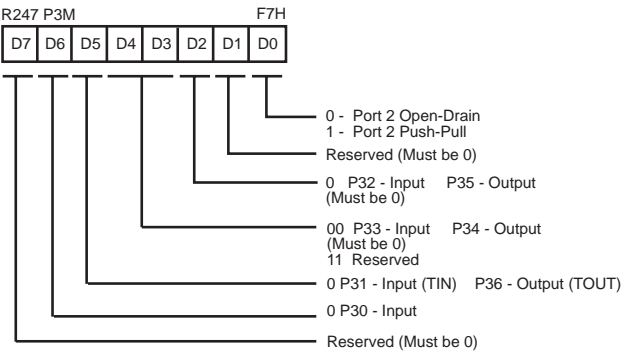 R247 P3M F7H
D7 D6 D5 D4 D3 D2 D1 D0
0 - Port 2 Open-Drain
1 - Port 2 Push-Pull
Reserved (Must be 0)
0 P32 - Input P35 - Output
(Must be 0)
00 P33 - Input P34 - Output
(Must be 0)
11 Reserved
0 P31 - Input (TIN) P36 - Output (TOUT)
0 P30 - Input
Reserved (Must be 0)